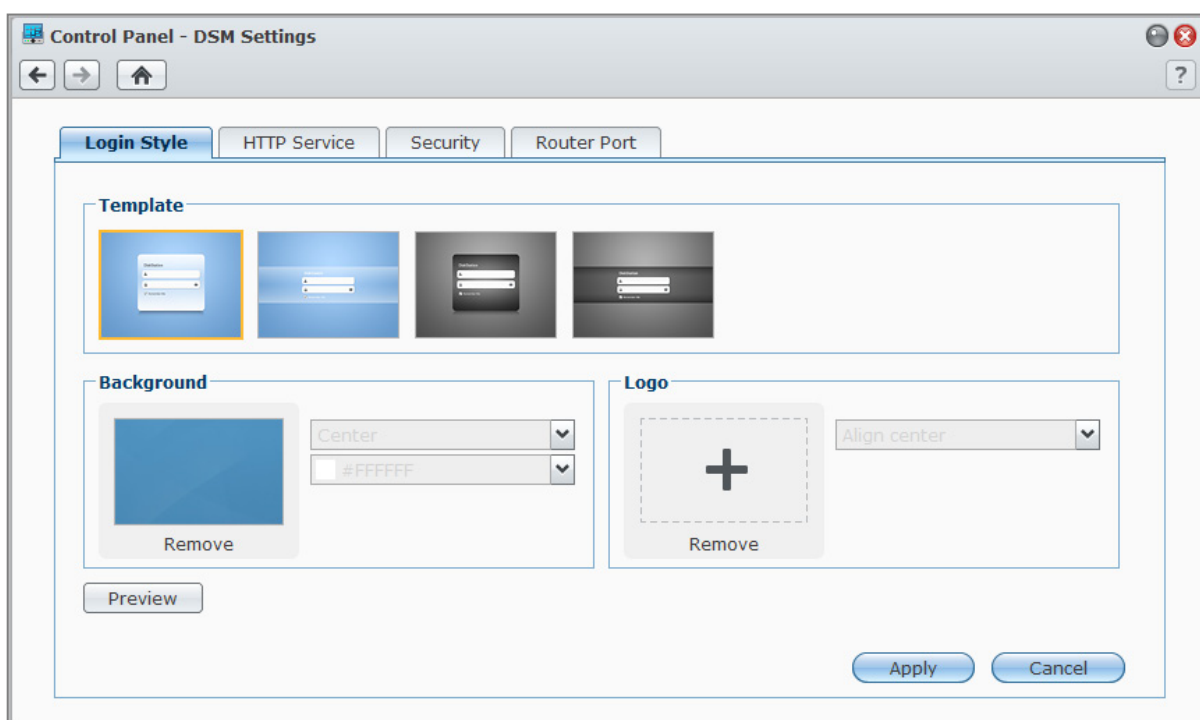 Control Panel - DSM Settings
?
Login Style
HTTP Service
Security
Router Port
Template
Background
Center
#FFFFFF
Remove
Logo
Align center
Remove
Preview
Apply
Cancel